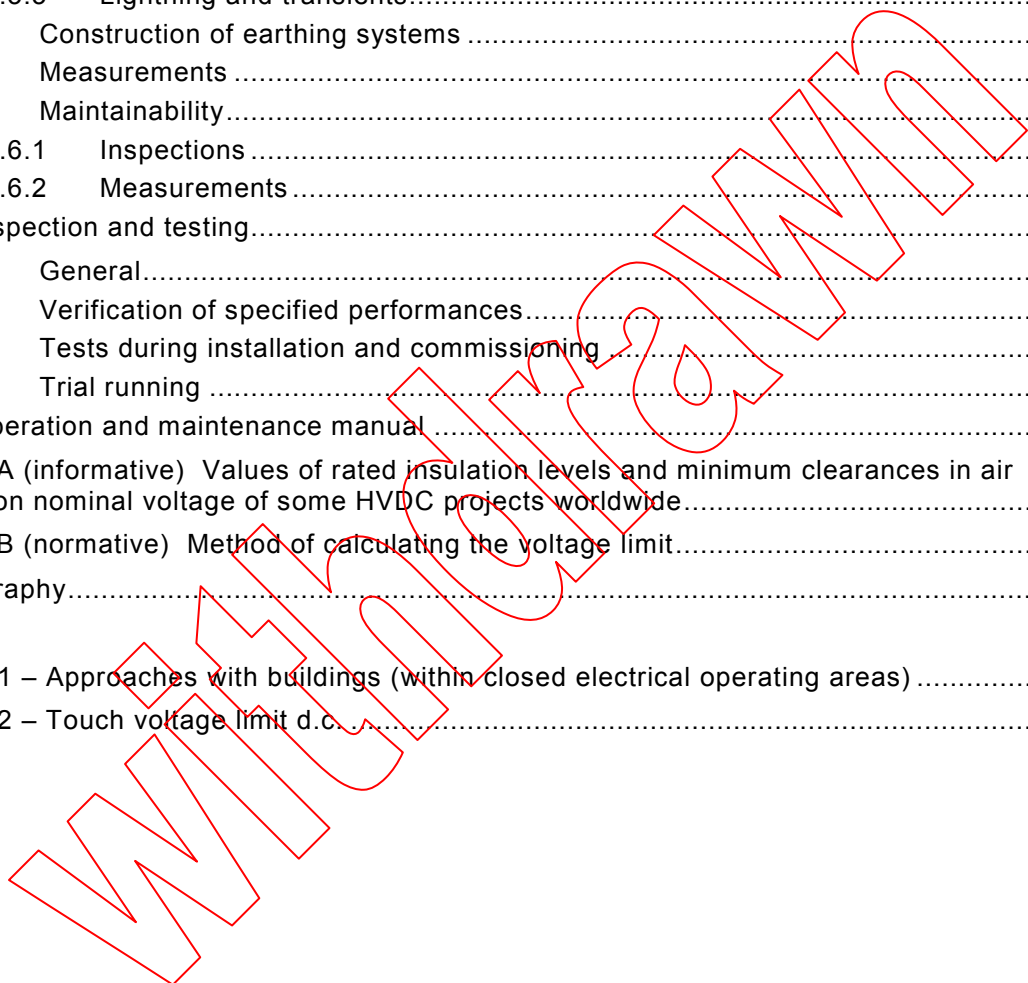 Lightning and transients
Construction of earthing systems
Measurements
Maintainability
.6.1 Inspections
.6.2 Measurements
spection and testing
General
Verification of specified performances
Tests during installation and commissioning
Trial running
peration and maintenance manual
A (informative) Values of rated insulation levels and minimum clearances in air
on nominal voltage of some HVDC projects worldwide
B (normative) Method of calculating the voltage limit
raphy
1 – Approaches with buildings (within closed electrical operating areas)
2 – Touch voltage limit d.c.
withdrawn